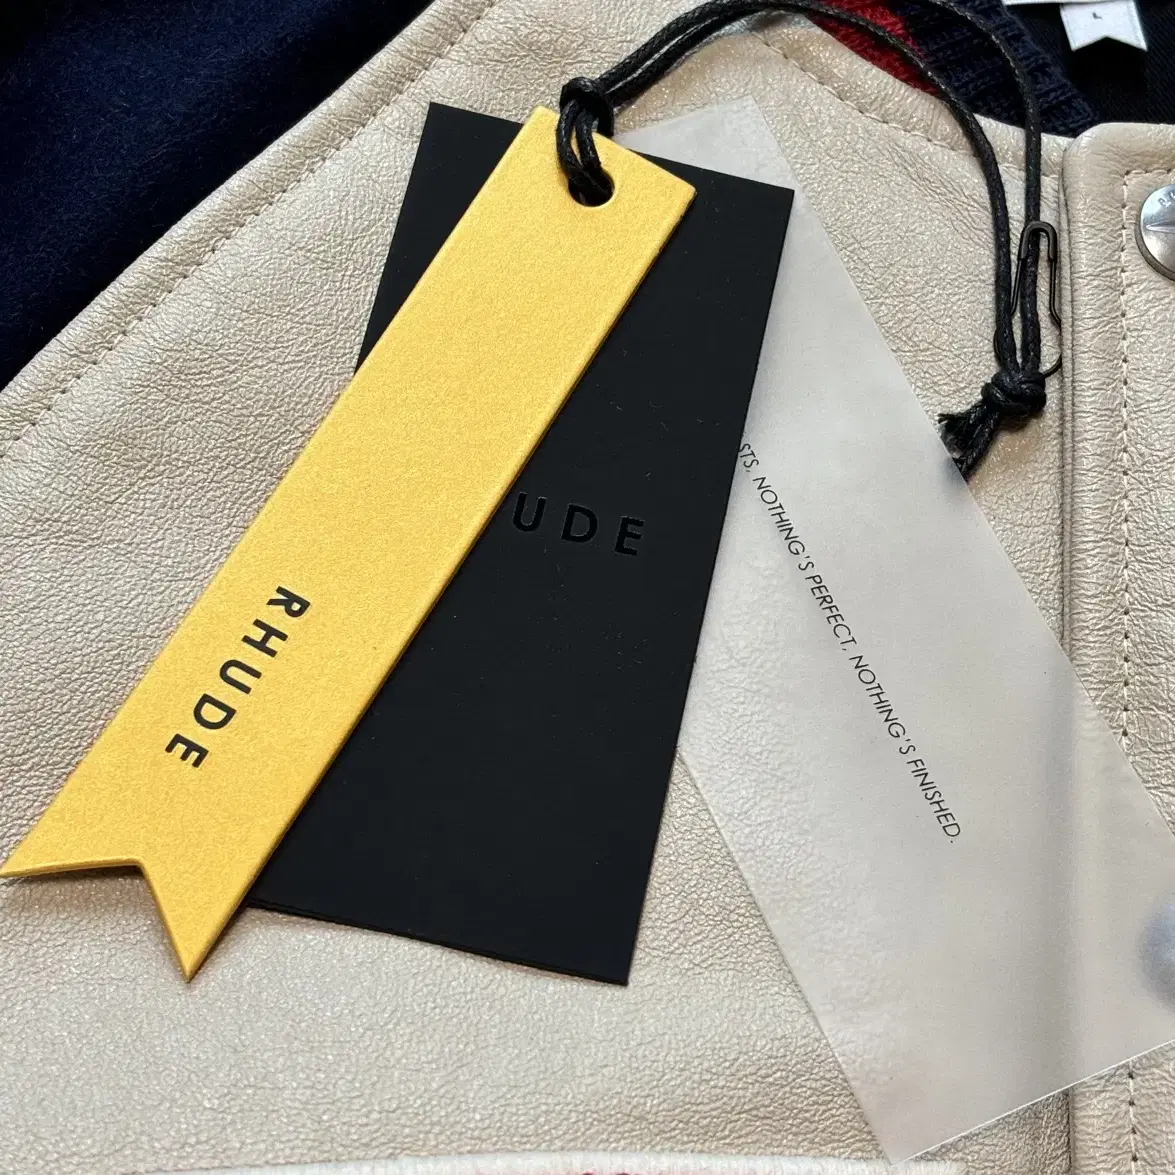 L
RHUDE
UDE
STS, NOTHING'S PERFECT, NOTHING'S FINISHED.